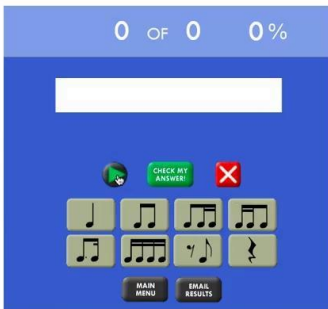 0 OF 0 0%
CHECK MY
ANSWER!
MAIN
MENU
EMAIL
RESULTS